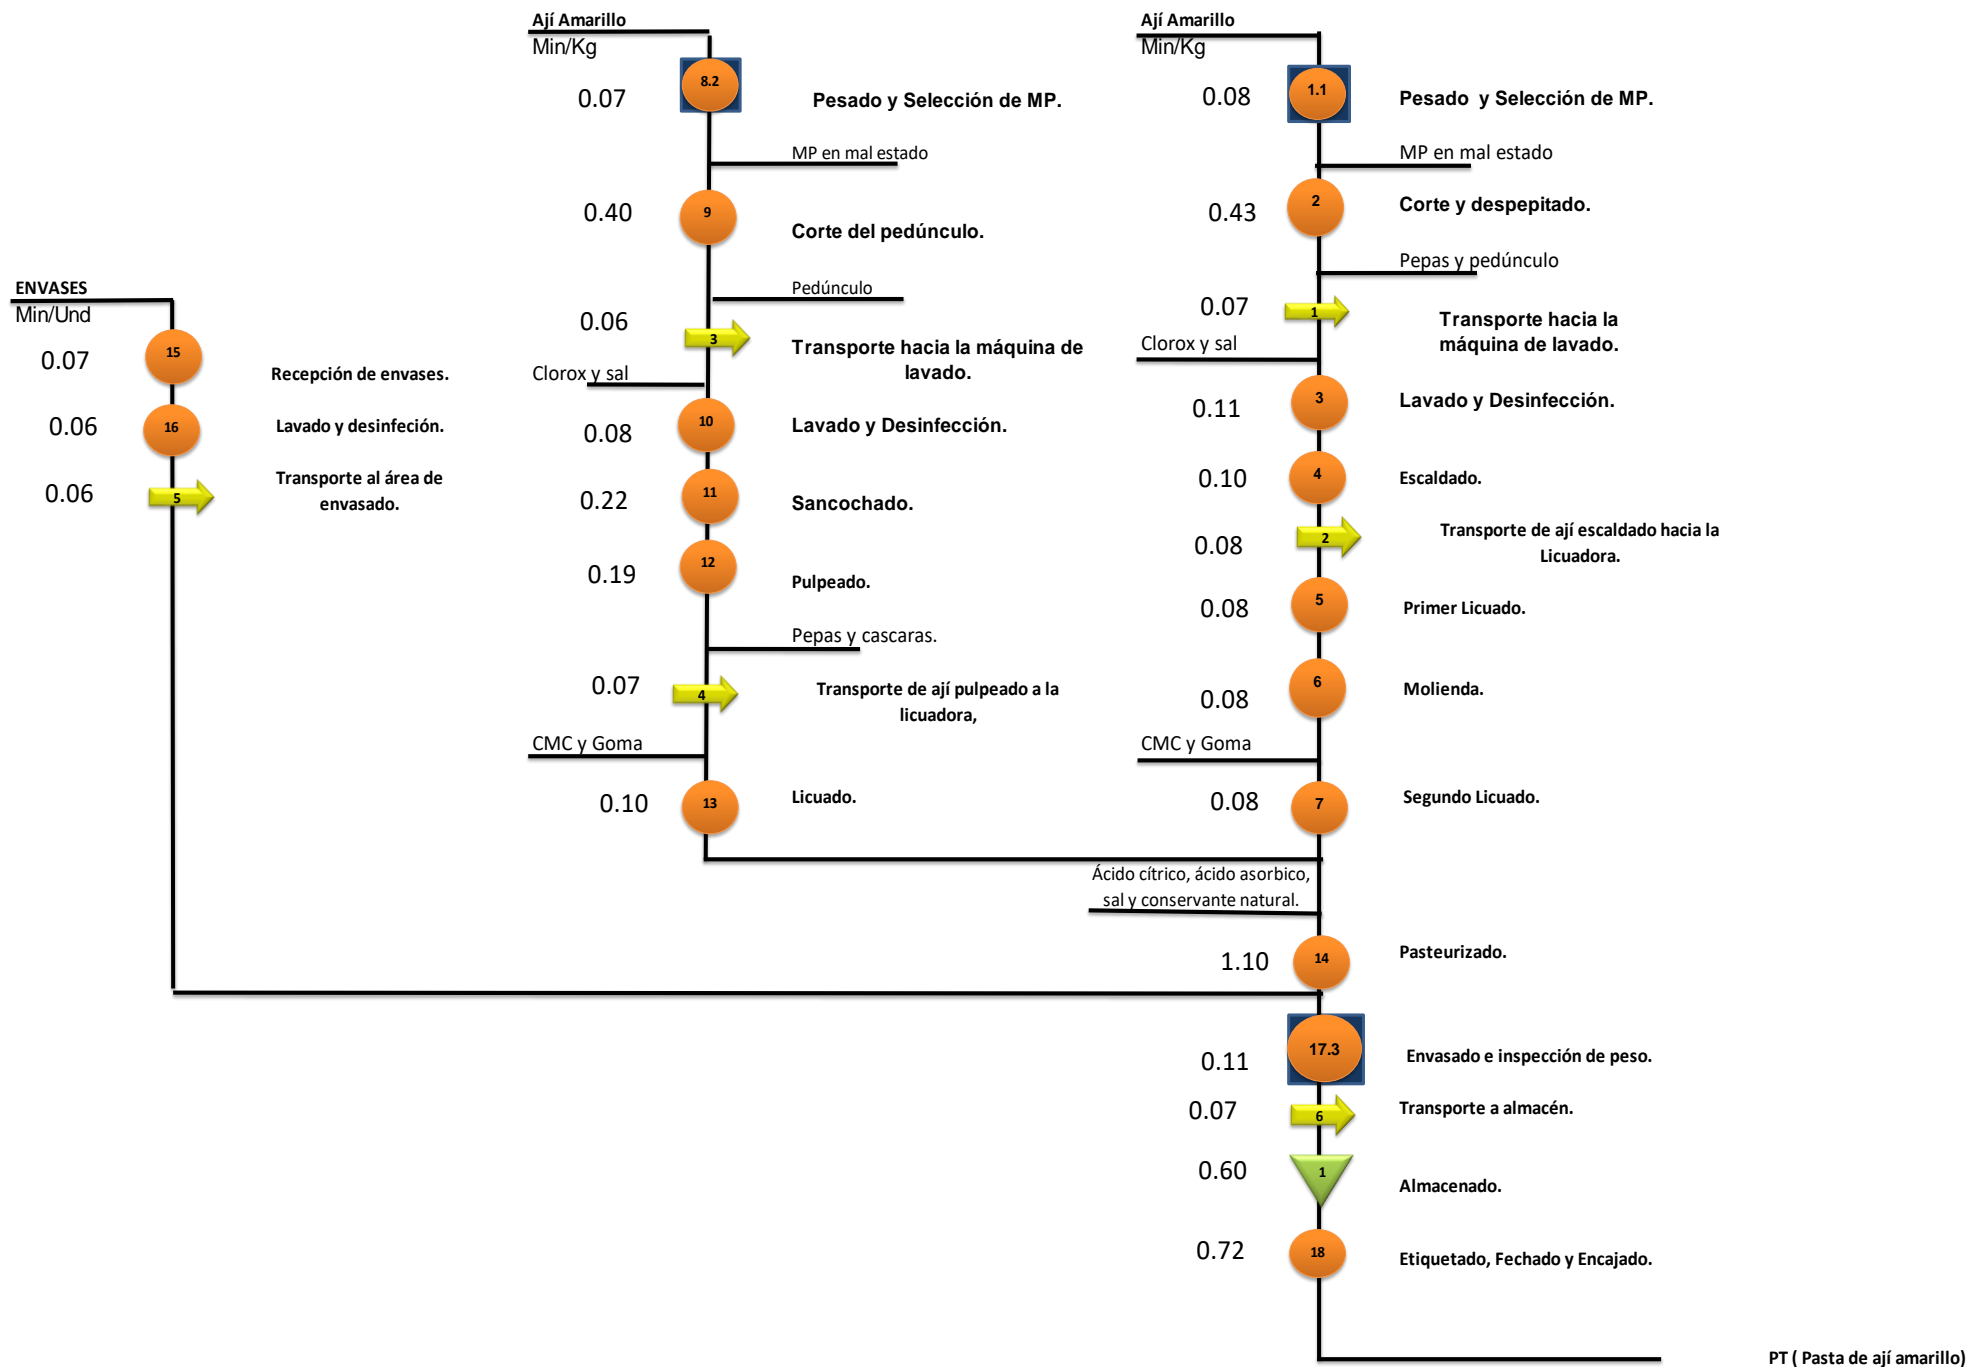 ENVASES
Min/Und
0.07
15
Recepción de envases.
0.06
16
Lavado y desinfeción.
0.06
5
Transporte al área de
envasado.
Ají Amarillo
Min/Kg
0.07
8.2
Pesado y Selección de MP.
MP en mal estado
0.40
9
Corte del pedúnculo.
Pedúnculo
0.06
3
Transporte hacia la máquina de
lavado.
Clorox y sal
0.08
10
Lavado y Desinfección.
0.22
11
Sancochado.
0.19
12
Pulpeado.
Pepas y cascaras.
0.07
4
Transporte de ají pulpeado a la
licuadora,
CMC y Goma
0.10
13
Licuado.
Ají Amarillo
Min/Kg
0.08
1.1
Pesado y Selección de MP.
MP en mal estado
0.43
2
Corte y despepitado.
Pepas y pedúnculo
0.07
1
Transporte hacia la
máquina de lavado.
Clorox y sal
0.11
3
Lavado y Desinfección.
0.10
4
Escaldado.
0.08
2
Transporte de ají escaldado hacia la
Licuadora.
0.08
5
Primer Licuado.
0.08
6
Molienda.
CMC y Goma
0.08
7
Segundo Licuado.
Ácido cítrico, ácido asorbico,
sal y conservante natural.
1.10
14
Pasteurizado.
0.11
17.3
Envasado e inspección de peso.
0.07
6
Transporte a almacén.
0.60
1
Almacenado.
0.72
18
Etiquetado, Fechado y Encajado.
PT ( Pasta de ají amarillo)